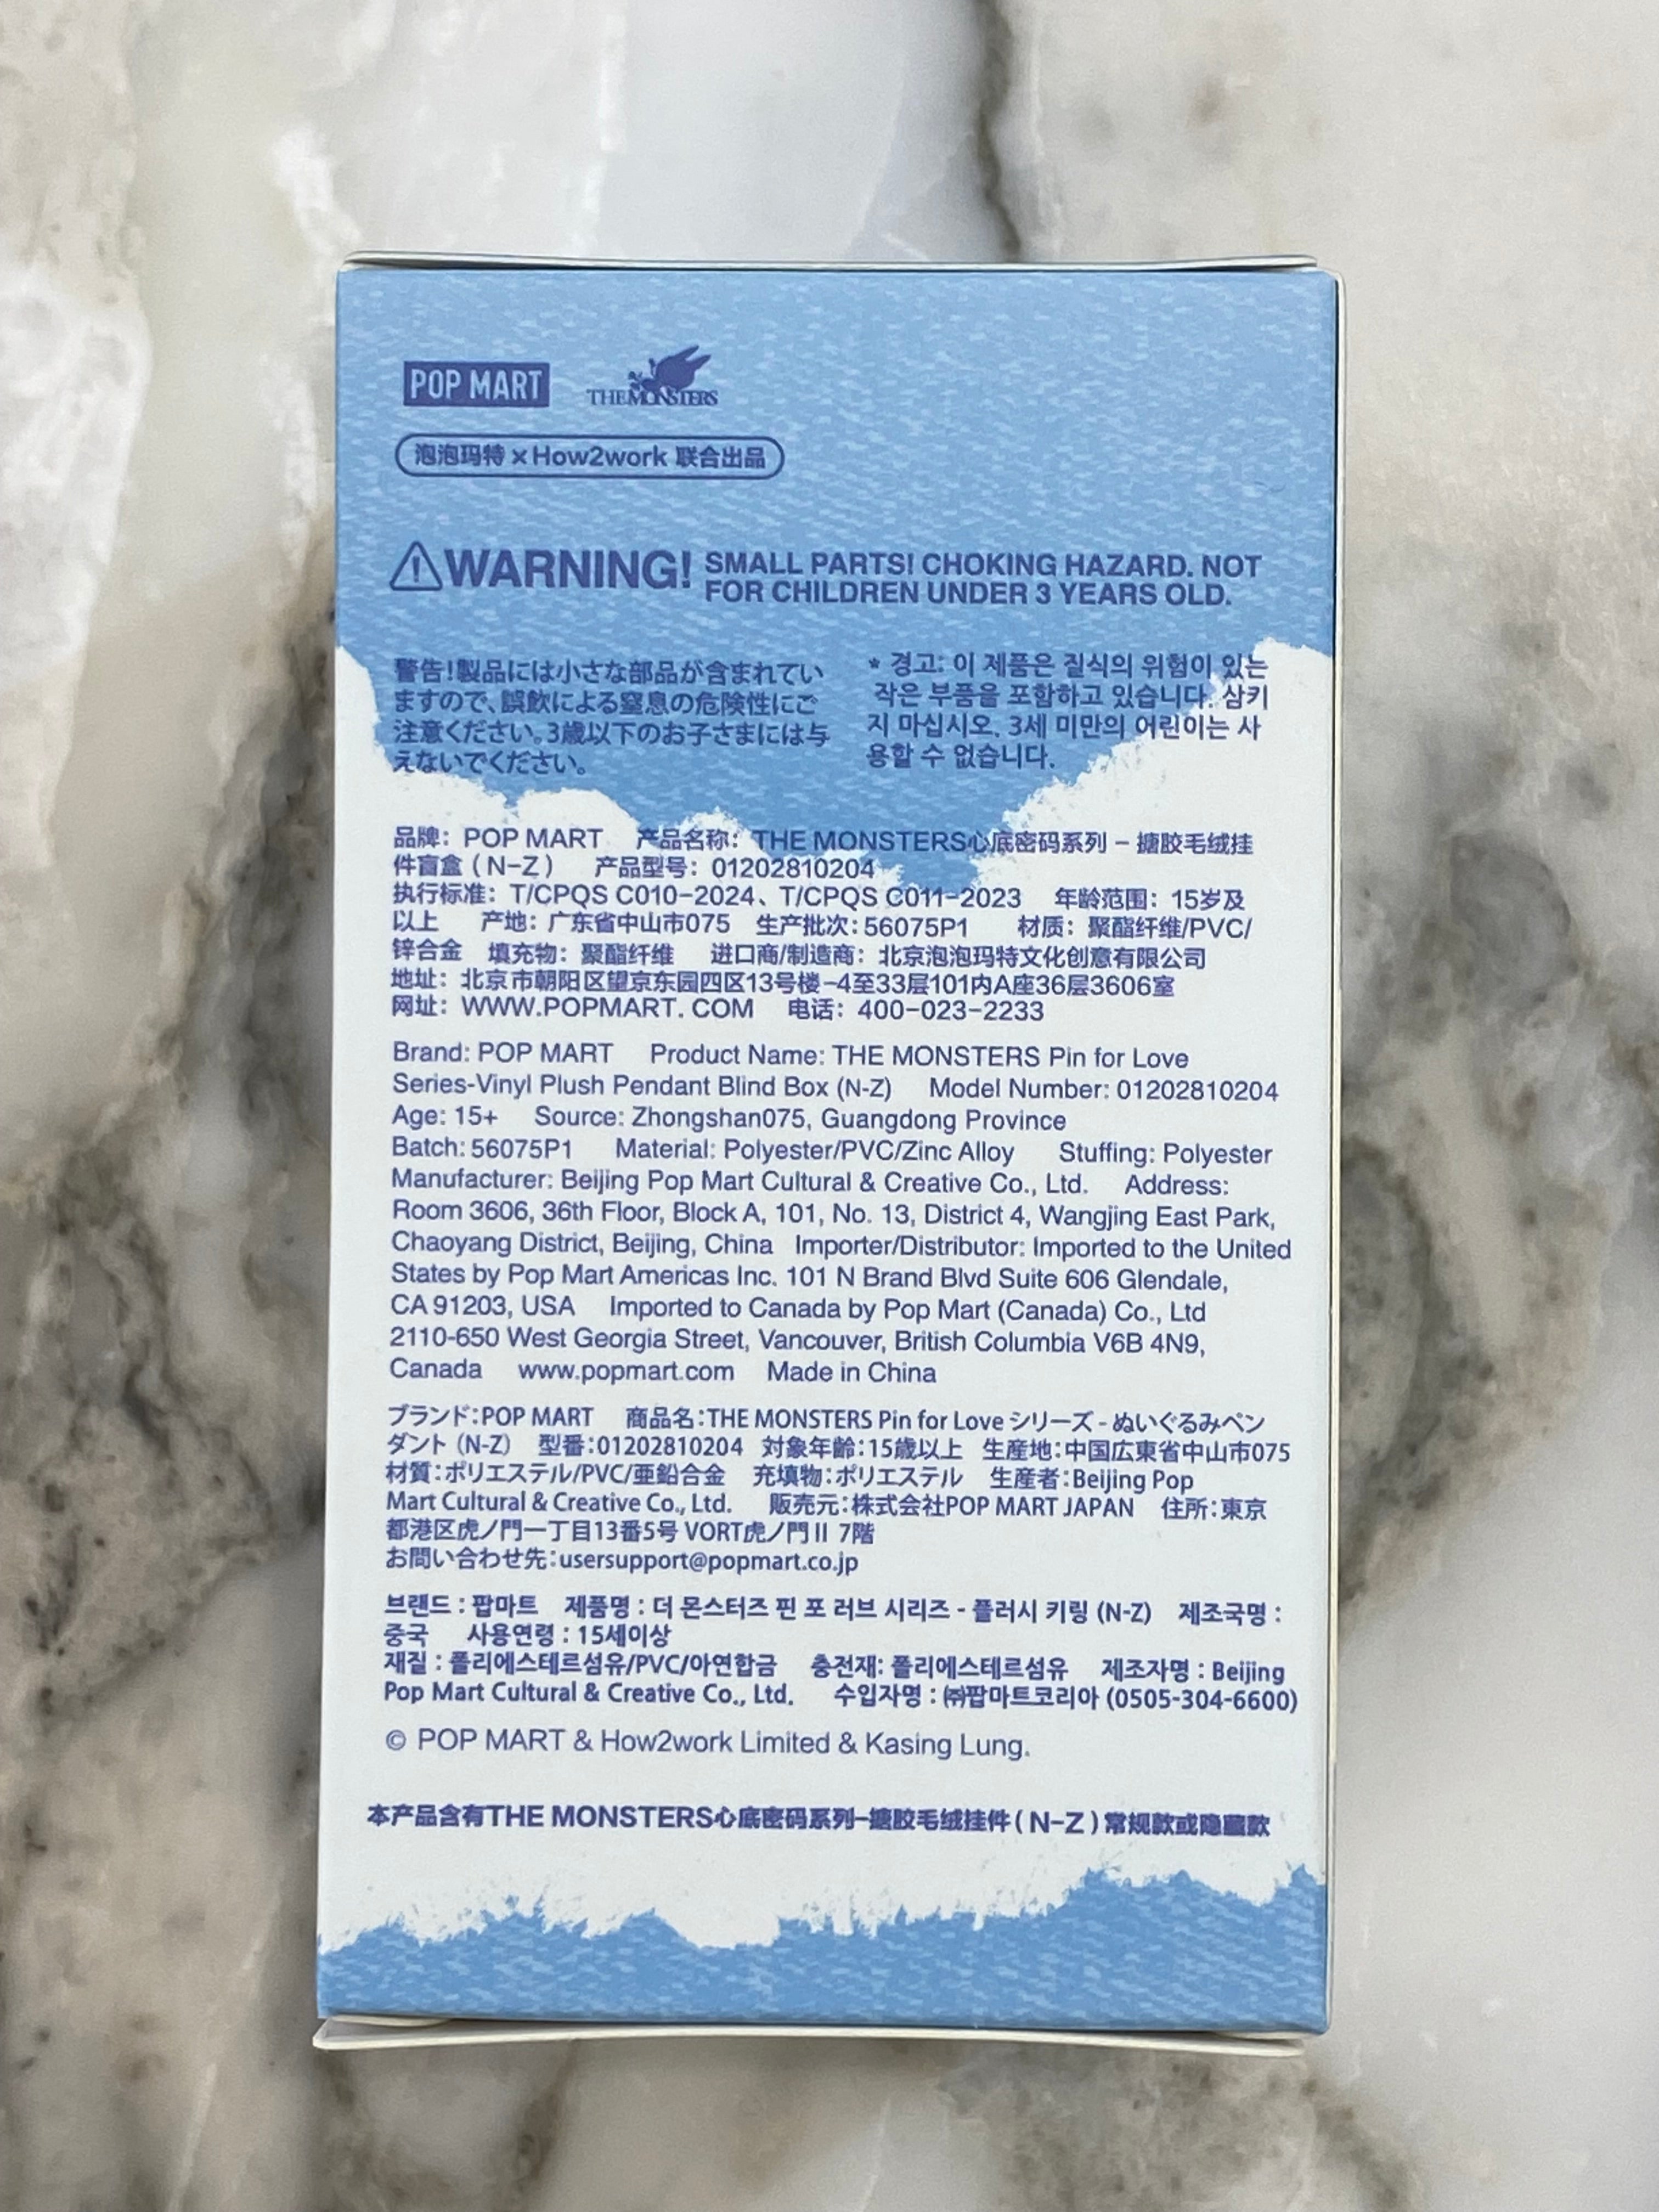 POP MART
THE MONSTERS
泡泡玛特×How2work 联合出品
WARNING! SMALL PARTS! CHOKING HAZARD. NOT
FOR CHILDREN UNDER 3 YEARS OLD.
警告!製品には小さな部品が含まれてい
ますので、誤飲による窒息の危険性にご
注意ください。3歳以下のお子さまには与
えないでください。
* 경고: 이 제품은 질식의 위험이 있는
작은 부품을 포함하고 있습니다. 삼키
지 마십시오. 3세 미만의 어린이는 사
용할 수 없습니다.
品牌: POP MART 产品名称: THE MONSTERS心底密码系列－搪胶毛绒挂
件盲盒 ( N-Z ) 产品型号: 01202810204
执行标准: T/CPQS C010-2024、T/CPQS C011-2023 年龄范围: 15岁及
以上 产地: 广东省中山市075 生产批次: 56075P1 材质: 聚酯纤维/PVC/
锌合金 填充物: 聚酯纤维 进口商/制造商: 北京泡泡玛特文化创意有限公司
地址: 北京市朝阳区望京东园四区13号楼-4至33层101内A座36层3606室
网址: WWW.POPMART. COM 电话: 400-023-2233
Brand: POP MART Product Name: THE MONSTERS Pin for Love
Series-Vinyl Plush Pendant Blind Box (N-Z) Model Number: 01202810204
Age: 15+ Source: Zhongshan075, Guangdong Province
Batch: 56075P1 Material: Polyester/PVC/Zinc Alloy Stuffing: Polyester
Manufacturer: Beijing Pop Mart Cultural & Creative Co., Ltd. Address:
Room 3606, 36th Floor, Block A, 101, No. 13, District 4, Wangjing East Park,
Chaoyang District, Beijing, China Importer/Distributor: Imported to the United
States by Pop Mart Americas Inc. 101 N Brand Blvd Suite 606 Glendale,
CA 91203, USA Imported to Canada by Pop Mart (Canada) Co., Ltd
2110-650 West Georgia Street, Vancouver, British Columbia V6B 4N9,
Canada www.popmart.com Made in China
ブランド:POP MART 商品名:THE MONSTERS Pin for Love シリーズ - ぬいぐるみペン
ダント (N-Z) 型番:01202810204 対象年齢:15歳以上 生産地:中国広東省中山市075
材質:ポリエステル/PVC/亜鉛合金 充填物:ポリエステル 生産者:Beijing Pop
Mart Cultural & Creative Co., Ltd. 販売元:株式会社POP MART JAPAN 住所:東京
都港区虎ノ門一丁目13番5号 VORT虎ノ門II 7階
お問い合わせ先:usersupport@popmart.co.jp
브랜드 : 팝마트 제품명 : 더 몬스터즈 핀 포 러브 시리즈 - 플러시 키링 (N-Z) 제조국명 :
중국 사용연령 : 15세이상
재질 : 폴리에스테르섬유/PVC/아연합금 충전재: 폴리에스테르섬유 제조자명 : Beijing
Pop Mart Cultural & Creative Co., Ltd. 수입자명 : ㈜팝마트코리아 (0505-304-6600)
© POP MART & How2work Limited & Kasing Lung.
本产品含有THE MONSTERS心底密码系列-搪胶毛绒挂件( N-Z )常规款或隐藏款